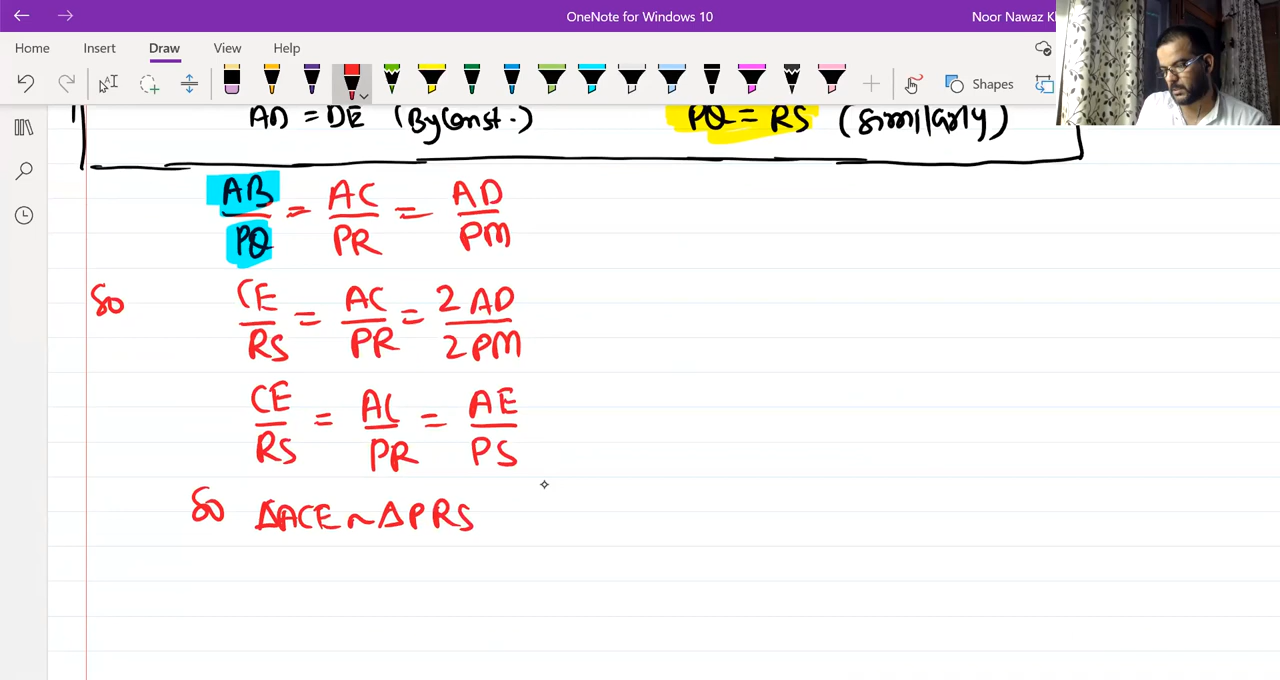 OneNote for Windows 10
Noor Nawaz Kh
Home Insert Draw View Help
Shapes
AD = DE (By Const.) PQ = RS (Similarly)
AB/PQ = AC/PR = AD/PM
So CE/RS = AC/PR = 2AD/2PM
CE/RS = AC/PR = AE/PS
So ΔACE ~ ΔPRS